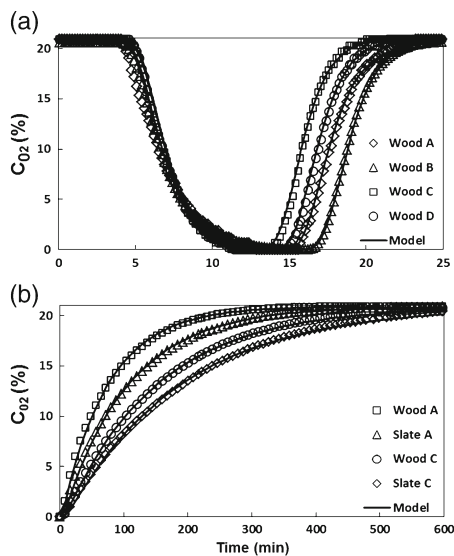 (a)
20
15
10
5
0
C02 (%)
Wood A
Wood B
Wood C
Wood D
Model
0 5 10 15 20 25
(b)
20
15
10
5
0
C02 (%)
Wood A
Slate A
Wood C
Slate C
Model
0 100 200 300 400 500 600
Time (min)